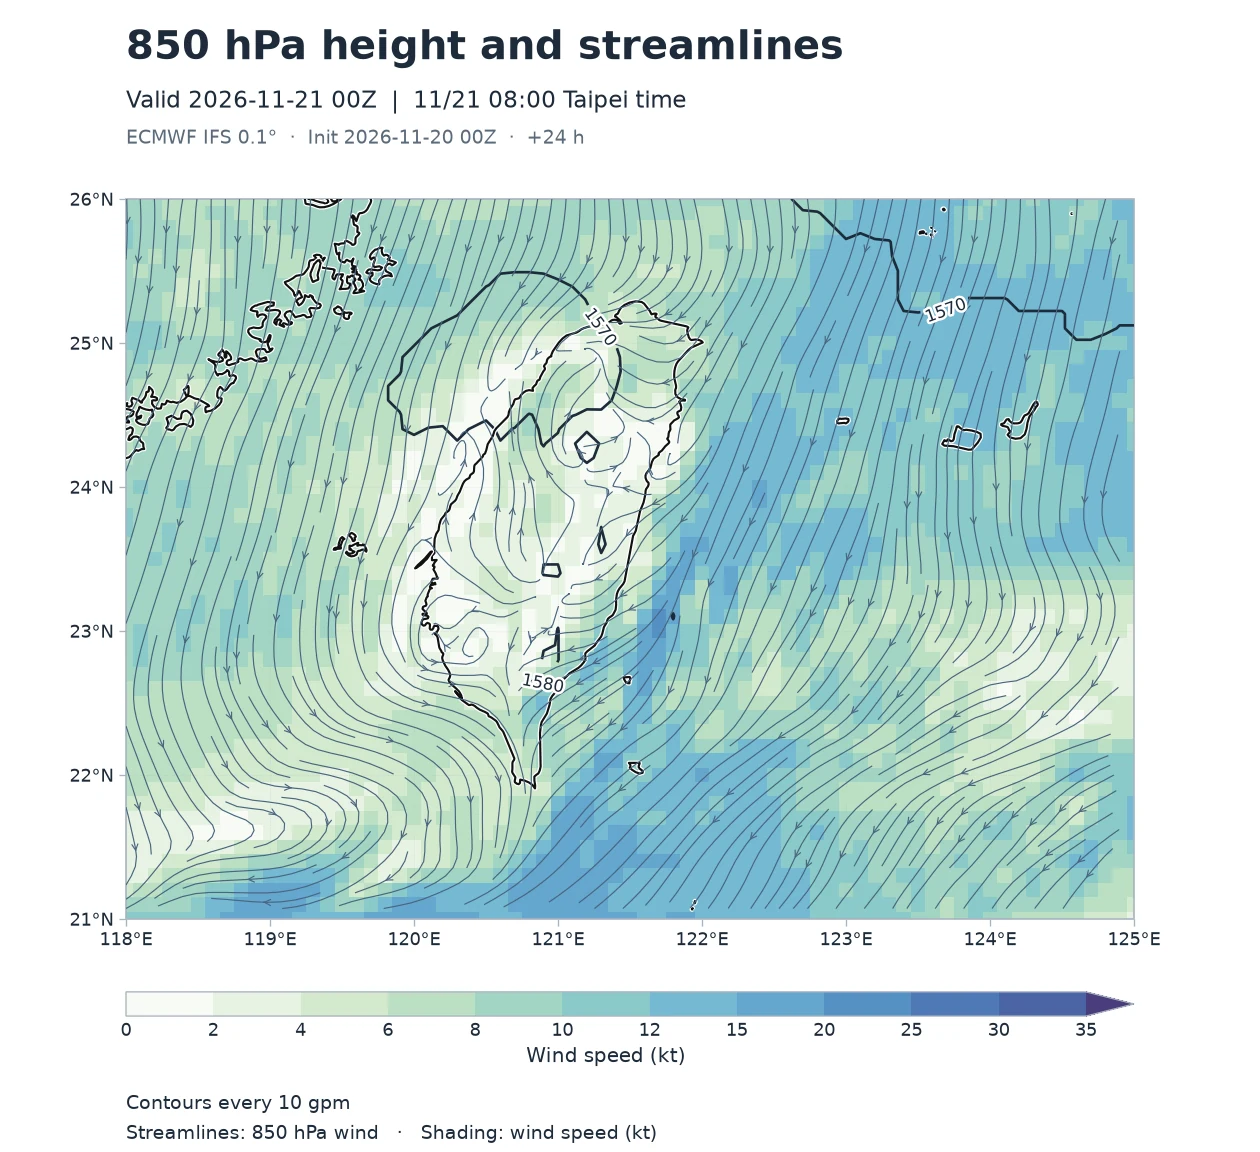 850 hPa height and streamlines
Valid 2026-11-21 00Z | 11/21 08:00 Taipei time
ECMWF IFS 0.1° · Init 2026-11-20 00Z · +24 h
26°N
25°N
24°N
23°N
22°N
21°N
1570
1570
1580
118°E 119°E 120°E 121°E 122°E 123°E 124°E 125°E
0 2 4 6 8 10 12 15 20 25 30 35
Wind speed (kt)
Contours every 10 gpm
Streamlines: 850 hPa wind · Shading: wind speed (kt)